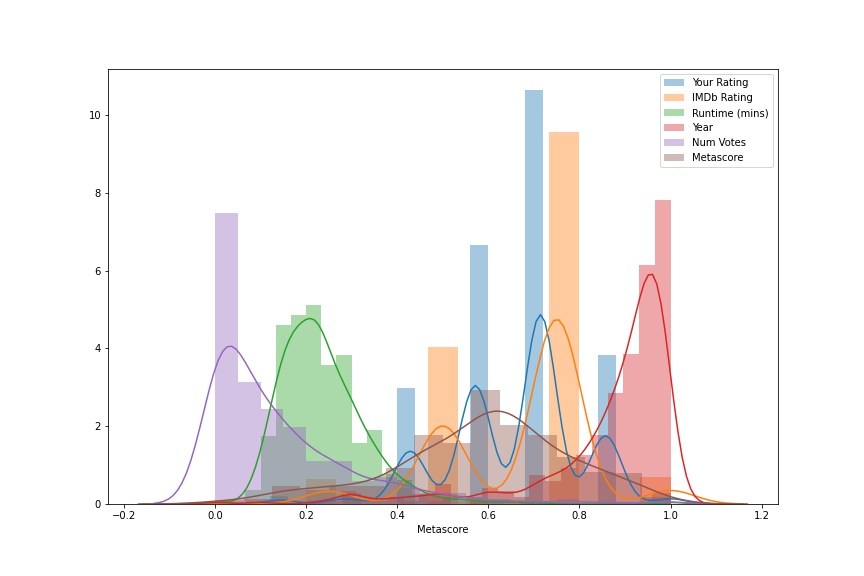 Your Rating
IMDb Rating
Runtime (mins)
Year
Num Votes
Metascore
10
8
6
4
2
0
−0.2 0.0 0.2 0.4 0.6 0.8 1.0 1.2
Metascore